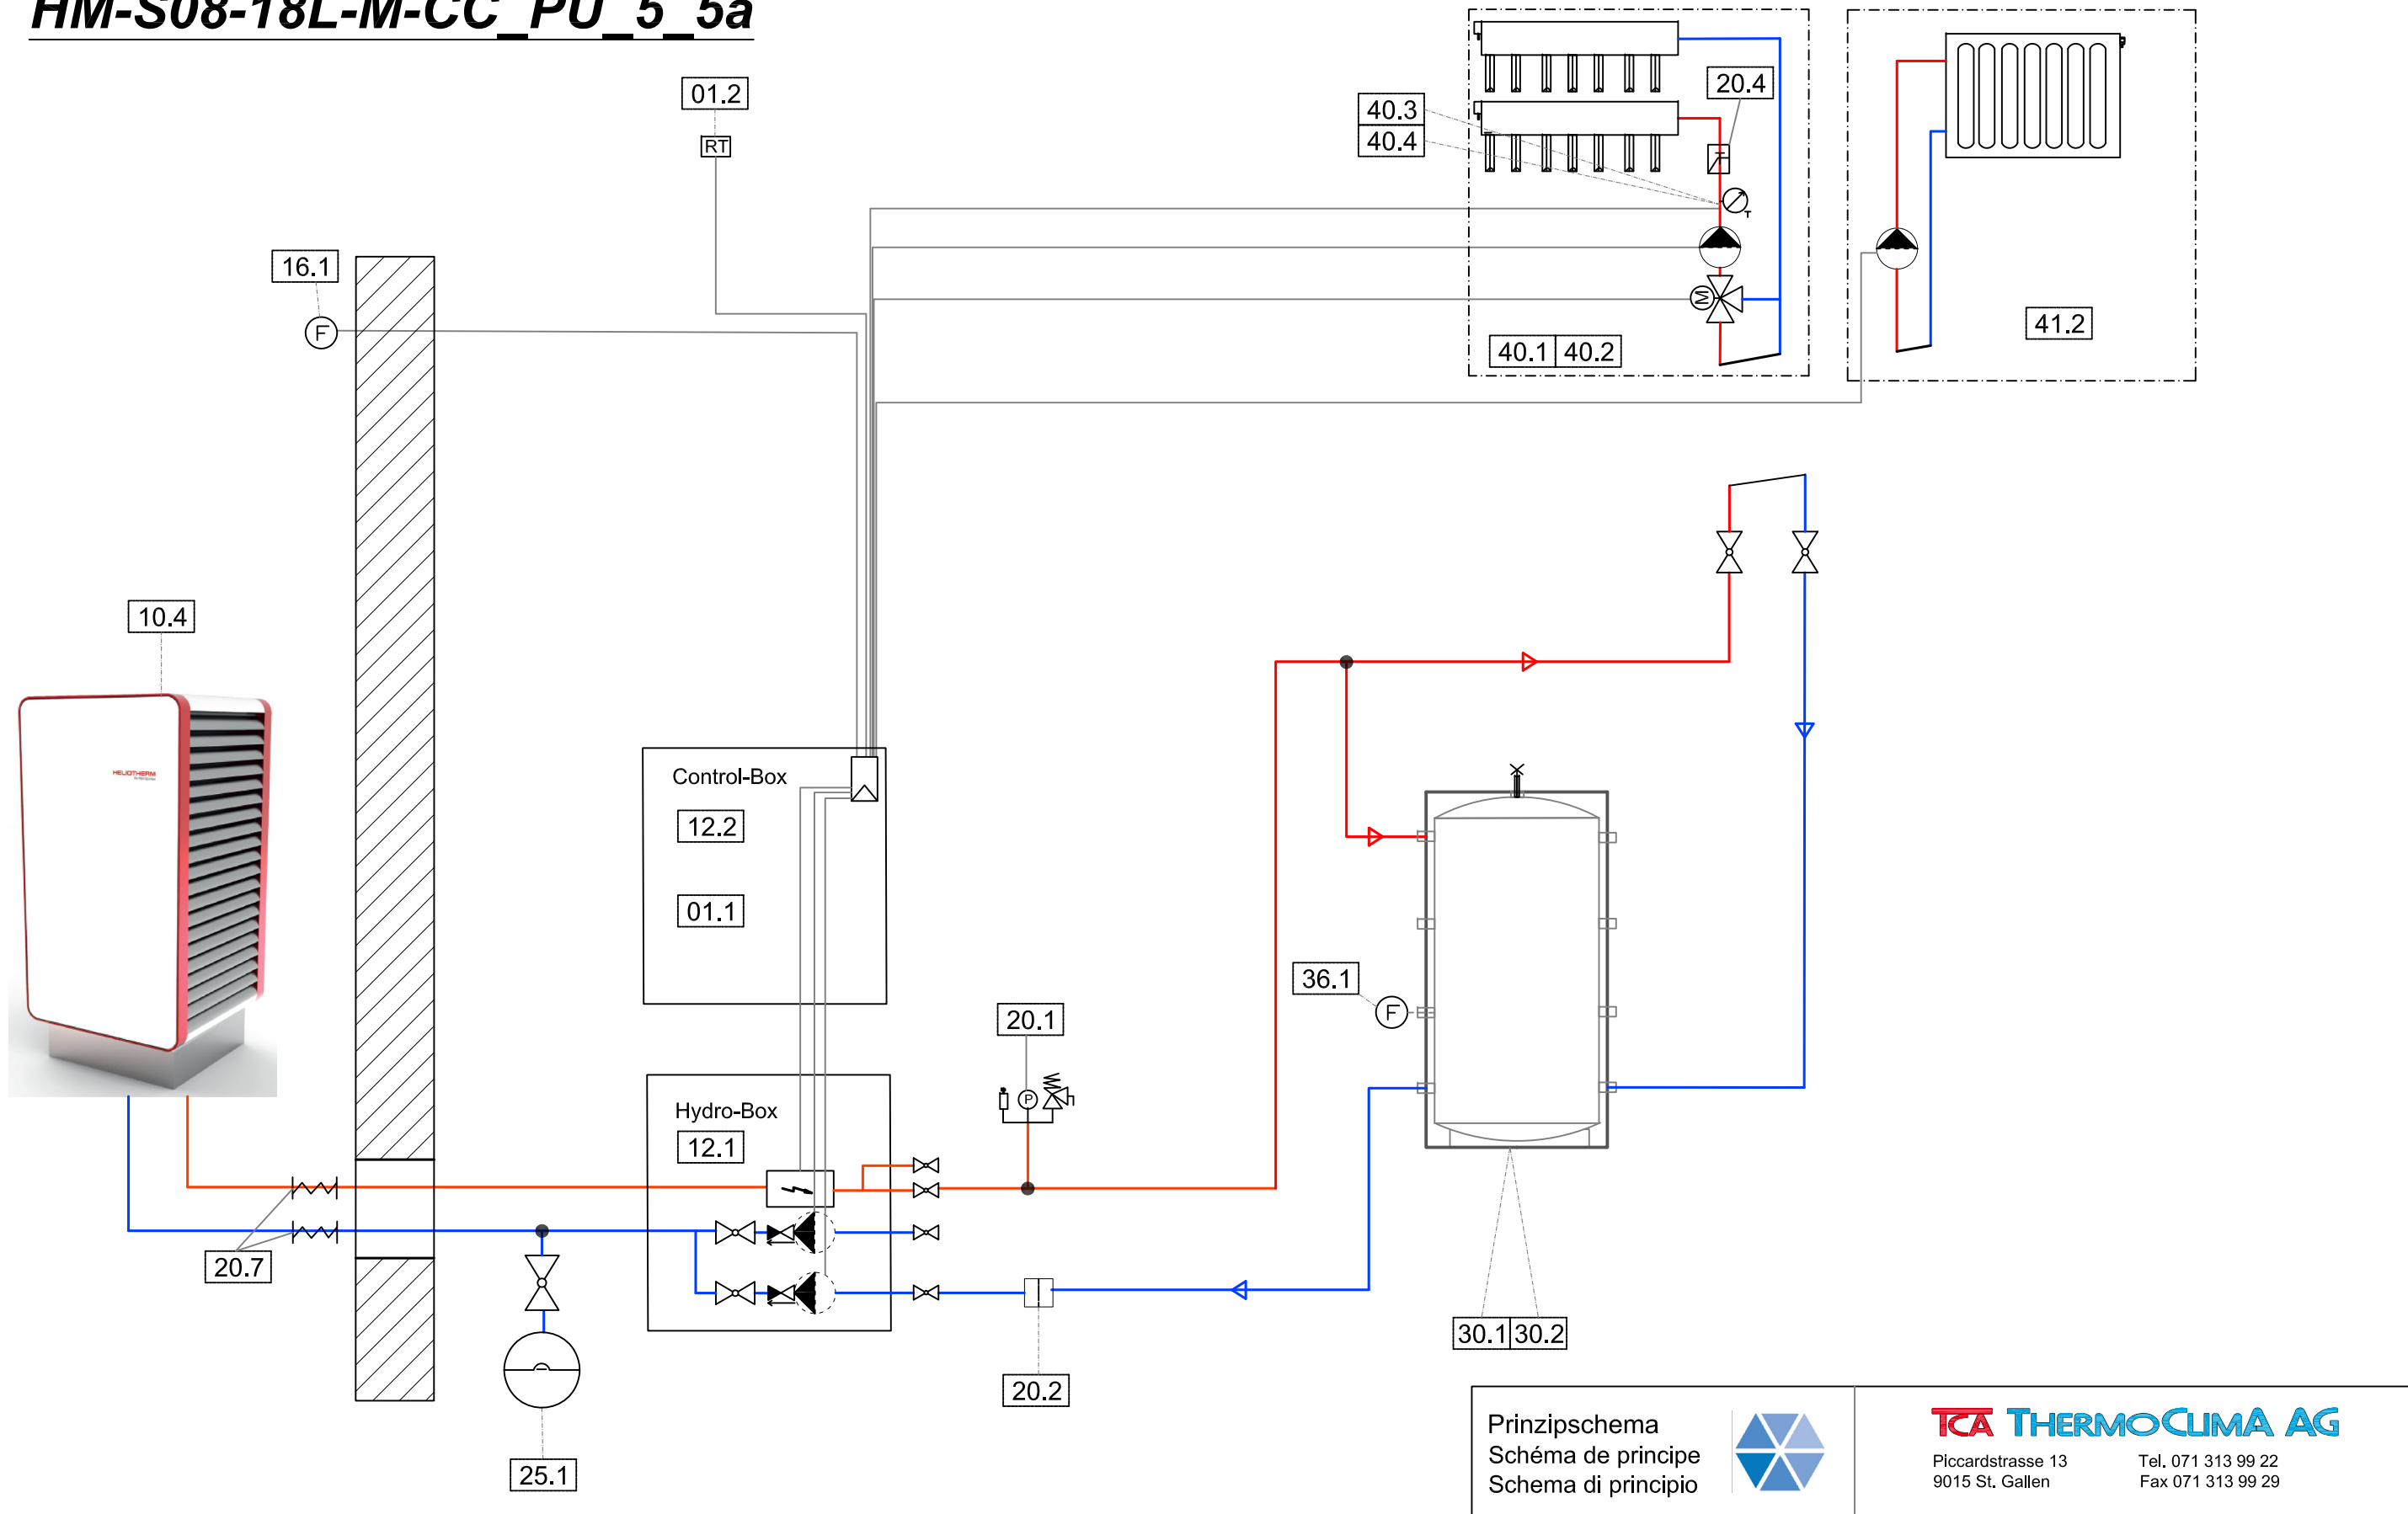 HM-S08-18L-M-CC_PU_5_5a
01.2
RT
40.3
40.4
20.4
T
M
40.1 40.2
41.2
16.1
F
10.4
HELIOTHERM
Control-Box
12.2
01.1
36.1
F
20.1
P
Hydro-Box
12.1
20.7
25.1
20.2
30.1 30.2
Prinzipschema
Schéma de principe
Schema di principio
TCA THERMOCLIMA AG
Piccardstrasse 13 Tel. 071 313 99 22
9015 St. Gallen Fax 071 313 99 29